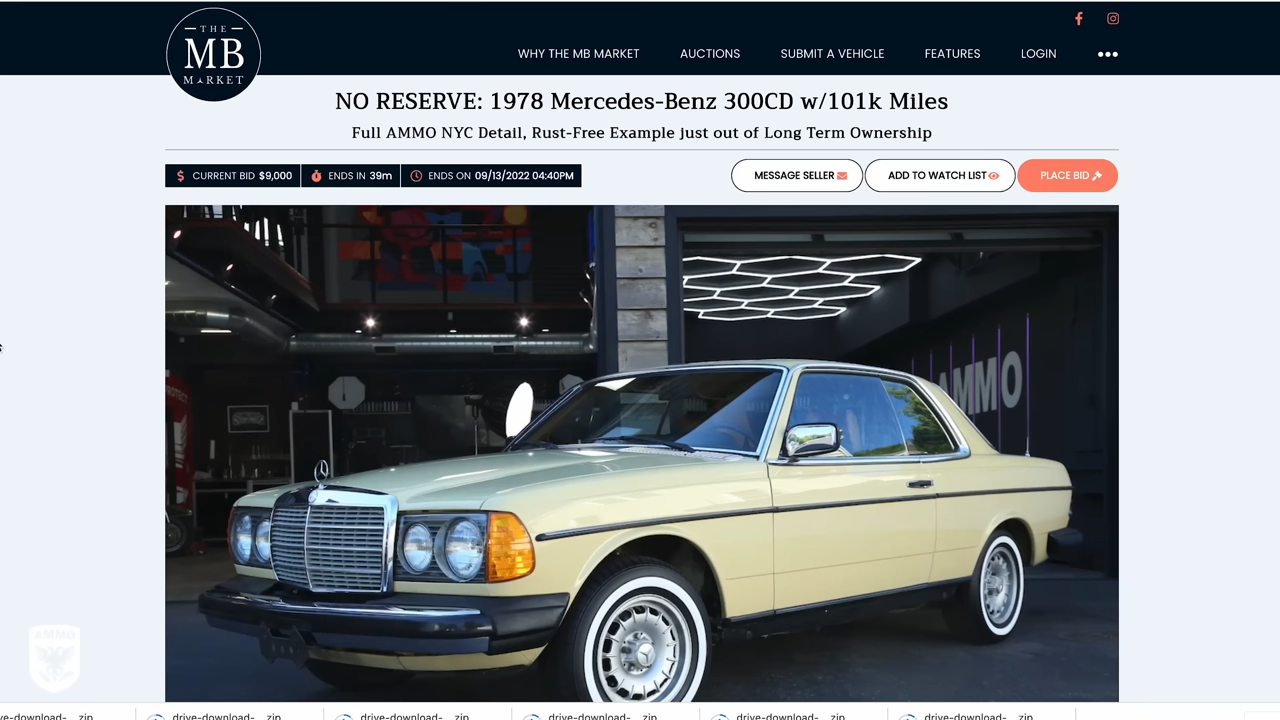 THE
MB
MARKET
WHY THE MB MARKET
AUCTIONS
SUBMIT A VEHICLE
FEATURES
LOGIN
NO RESERVE: 1978 Mercedes-Benz 300CD w/101k Miles
Full AMMO NYC Detail, Rust-Free Example just out of Long Term Ownership
CURRENT BID $9,000
ENDS IN 39m
ENDS ON 09/13/2022 04:40PM
MESSAGE SELLER
ADD TO WATCH LIST
PLACE BID
AMMO
AMMO
ve-download-...zip
drive-download-...zip
drive-download-...zip
drive-download-...zip
drive-download-...zip
drive-download-...zip